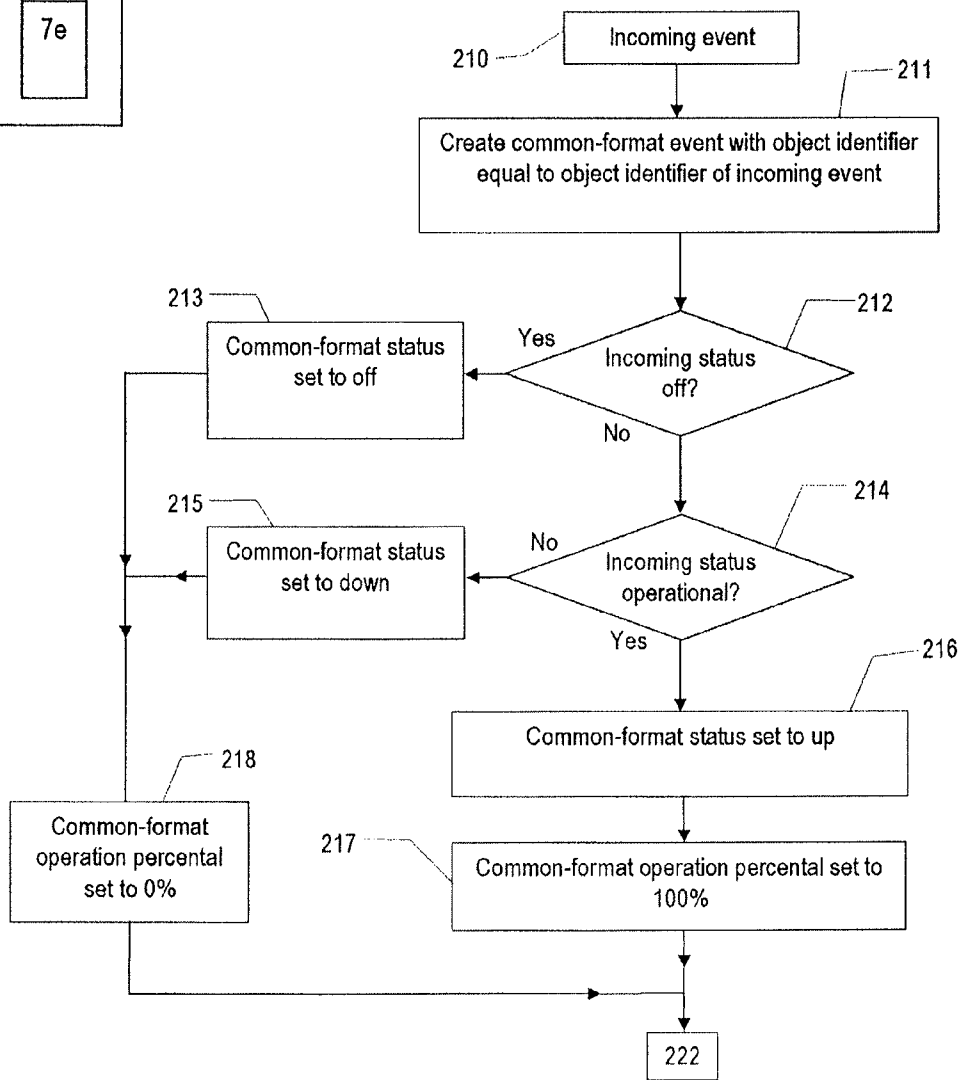 7e
210
Incoming event
211
Create common-format event with object identifier
equal to object identifier of incoming event
213
212
Common-format status
set to off
Yes
Incoming status
off?
No
215
214
Common-format status
set to down
No
Incoming status
operational?
Yes
216
Common-format status set to up
218
Common-format
operation percental
set to 0%
217
Common-format operation percental set to
100%
222